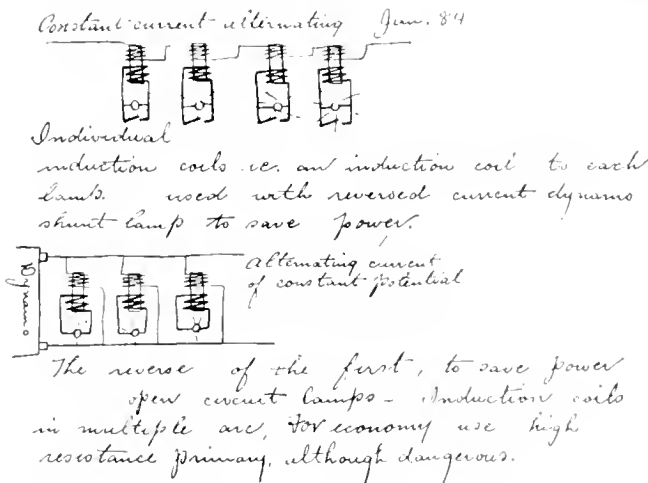 Constant current alternating Jan. 84
Individual
induction coils i.e. an induction coil to each
lamp. used with reversed current dynamo
shunt lamp to save power.
Dynamo
Alternating current
of constant potential
The reverse of the first, to save power
open circuit lamps - Induction coils
in multiple arc, For economy use high
resistance primary, although dangerous.